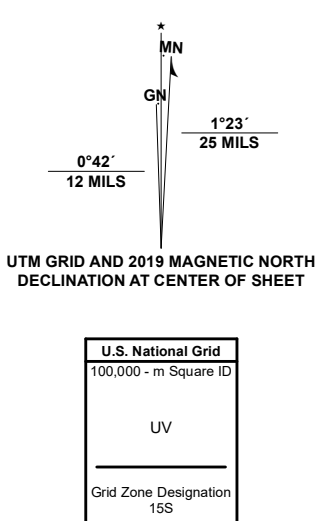 ★
MN
GN
1°23´
25 MILS
0°42´
12 MILS
UTM GRID AND 2019 MAGNETIC NORTH
DECLINATION AT CENTER OF SHEET
U.S. National Grid
100,000 - m Square ID
UV
Grid Zone Designation
15S